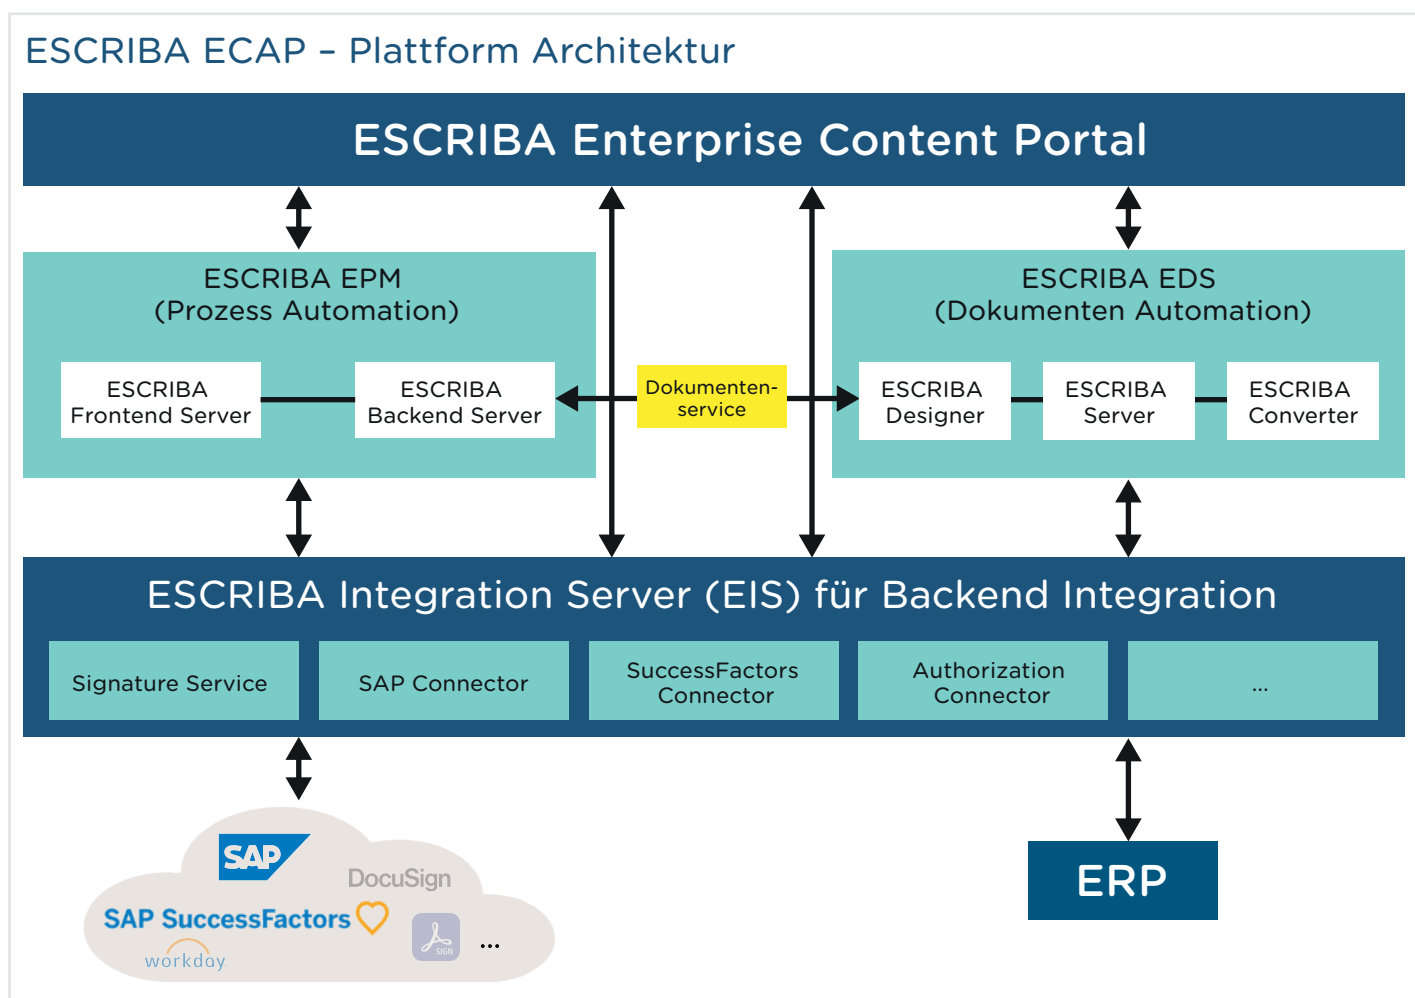 ESCRIBA ECAP – Plattform Architektur
ESCRIBA Enterprise Content Portal
ESCRIBA EPM
(Prozess Automation)
ESCRIBA
Frontend Server
ESCRIBA
Backend Server
Dokumenten-
service
ESCRIBA EDS
(Dokumenten Automation)
ESCRIBA
Designer
ESCRIBA
Server
ESCRIBA
Converter
ESCRIBA Integration Server (EIS) für Backend Integration
Signature Service
SAP Connector
SuccessFactors
Connector
Authorization
Connector
...
SAP
DocuSign
SAP SuccessFactors
SIGN
...
workday.
ERP